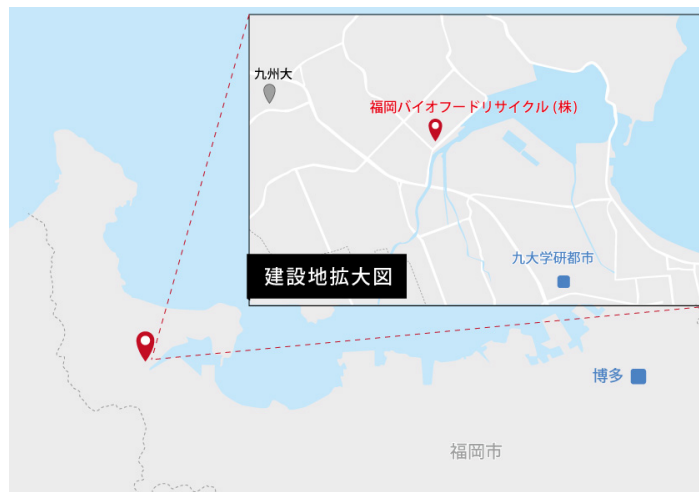 九州大
福岡バイオフードリサイクル(株)
九大学研都市
建設地拡大図
博多
福岡市